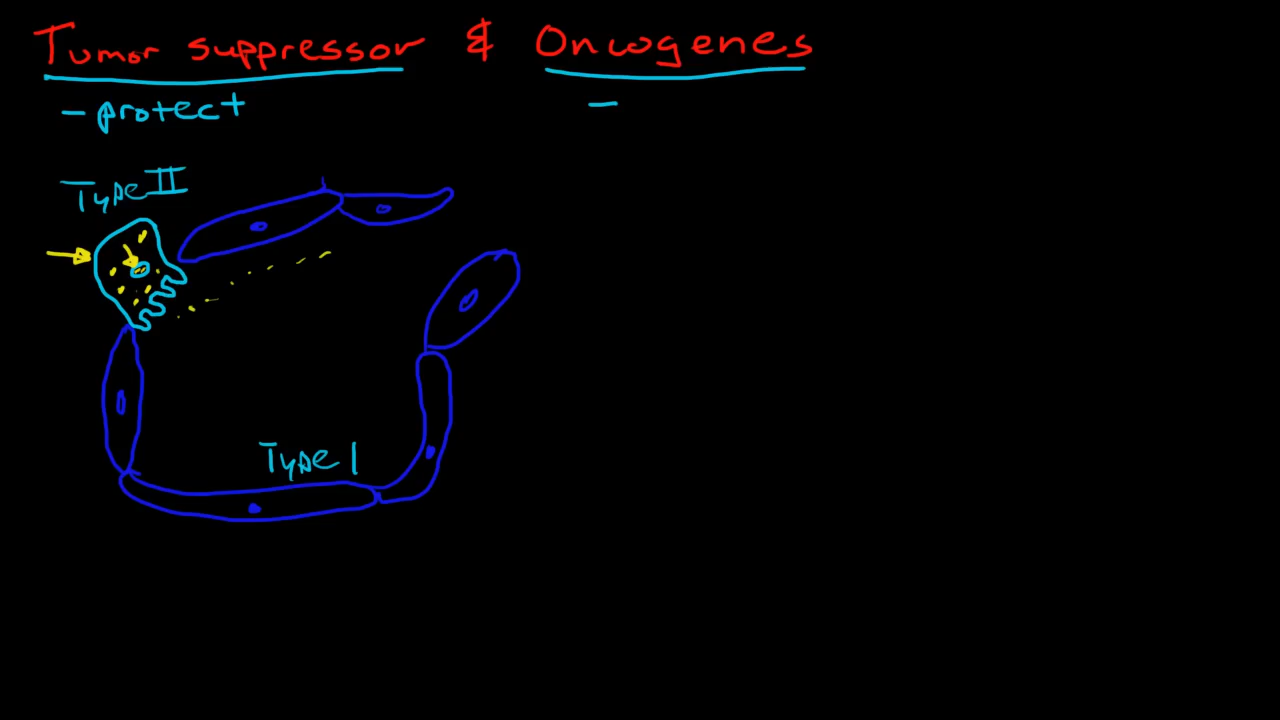 Tumor suppressor & Oncogenes
- protect
-
Type II
Type I